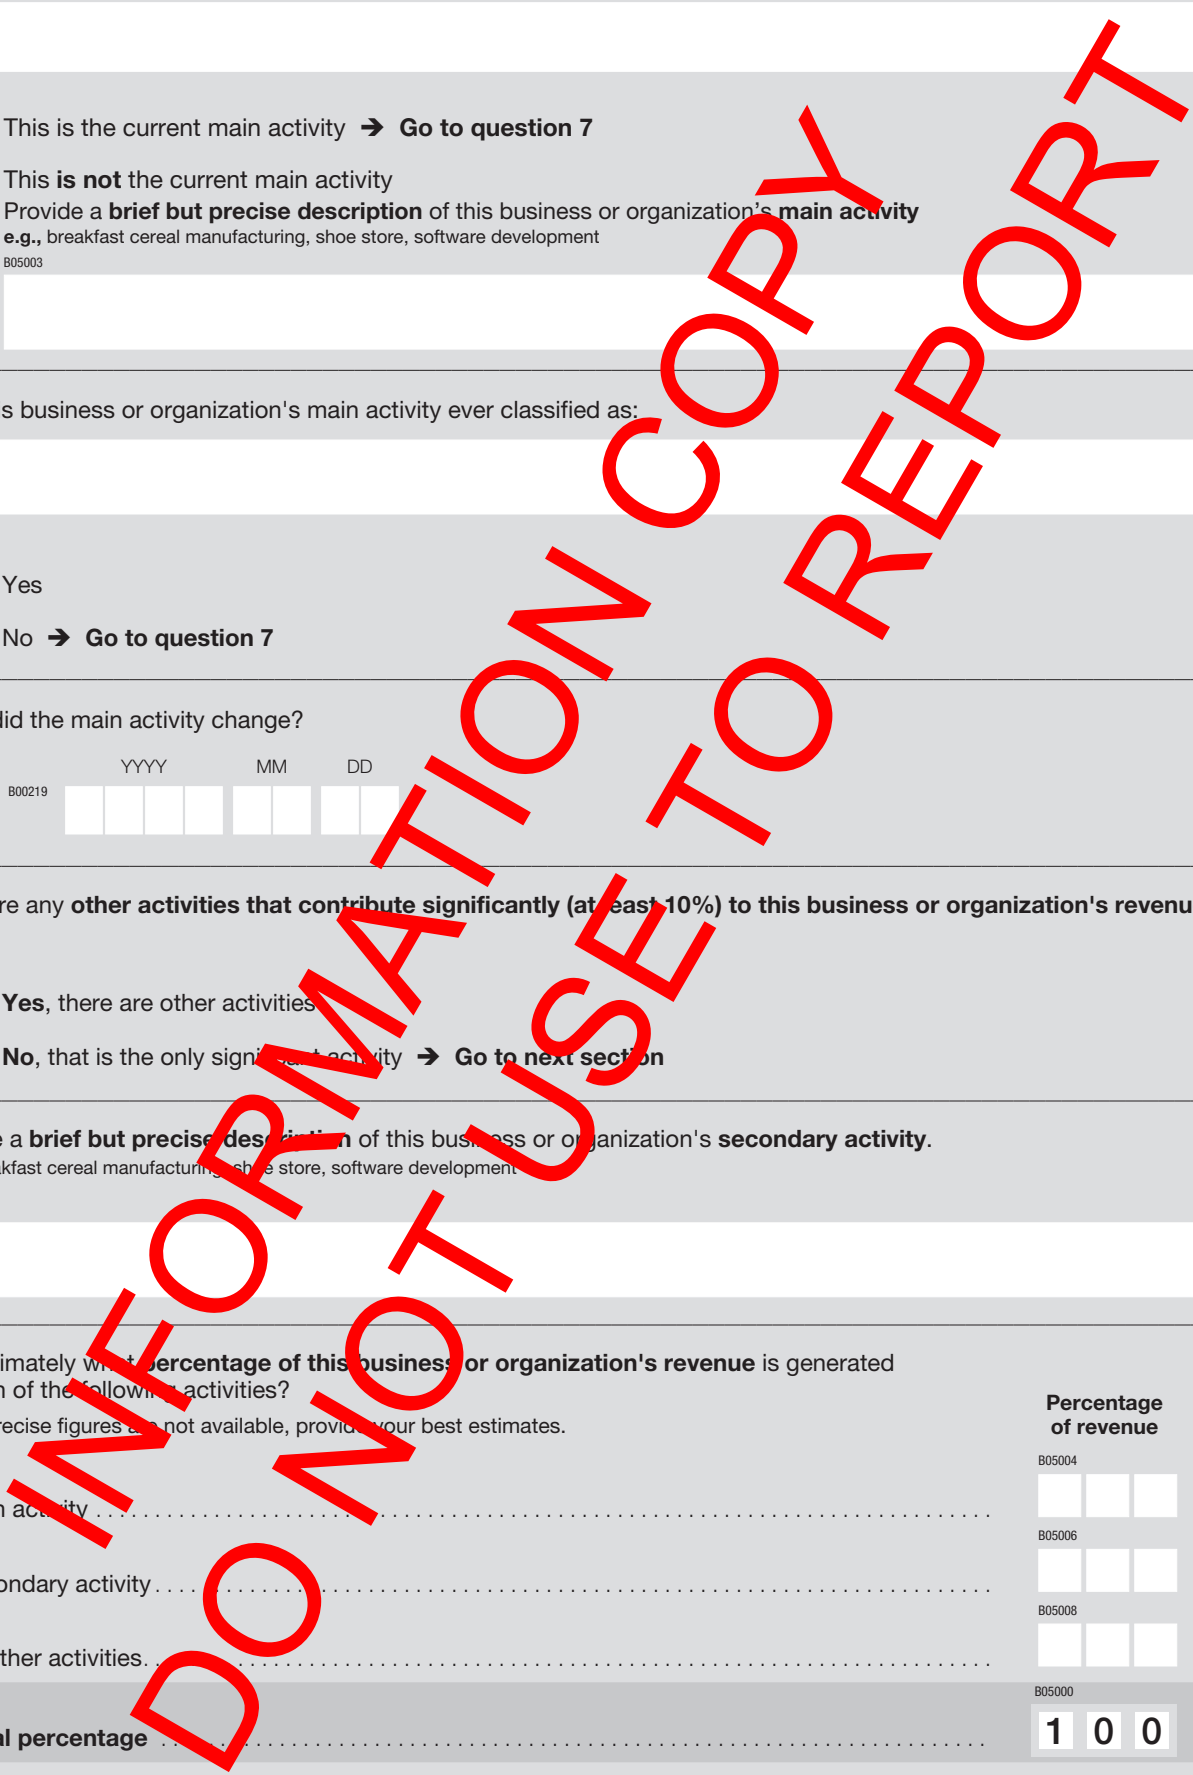 This is the current main activity ➔ Go to question 7
This is not the current main activity
Provide a brief but precise description of this business or organization's main activity
e.g., breakfast cereal manufacturing, shoe store, software development
B05003
s business or organization's main activity ever classified as:
Yes
No ➔ Go to question 7
did the main activity change?
YYYY MM DD
B00219
re any other activities that contribute significantly (at least 10%) to this business or organization's revenu
Yes, there are other activities
No, that is the only significant activity ➔ Go to next section
e a brief but precise description of this business or organization's secondary activity.
akfast cereal manufacturing, shoe store, software development
imately what percentage of this business or organization's revenue is generated
h of the following activities?
recise figures are not available, provide your best estimates.
Percentage
of revenue
B05004
n activity
B05006
ondary activity
B05008
ther activities
B05000
al percentage 1 0 0
INFORMATION COPY
DO NOT USE TO REPORT